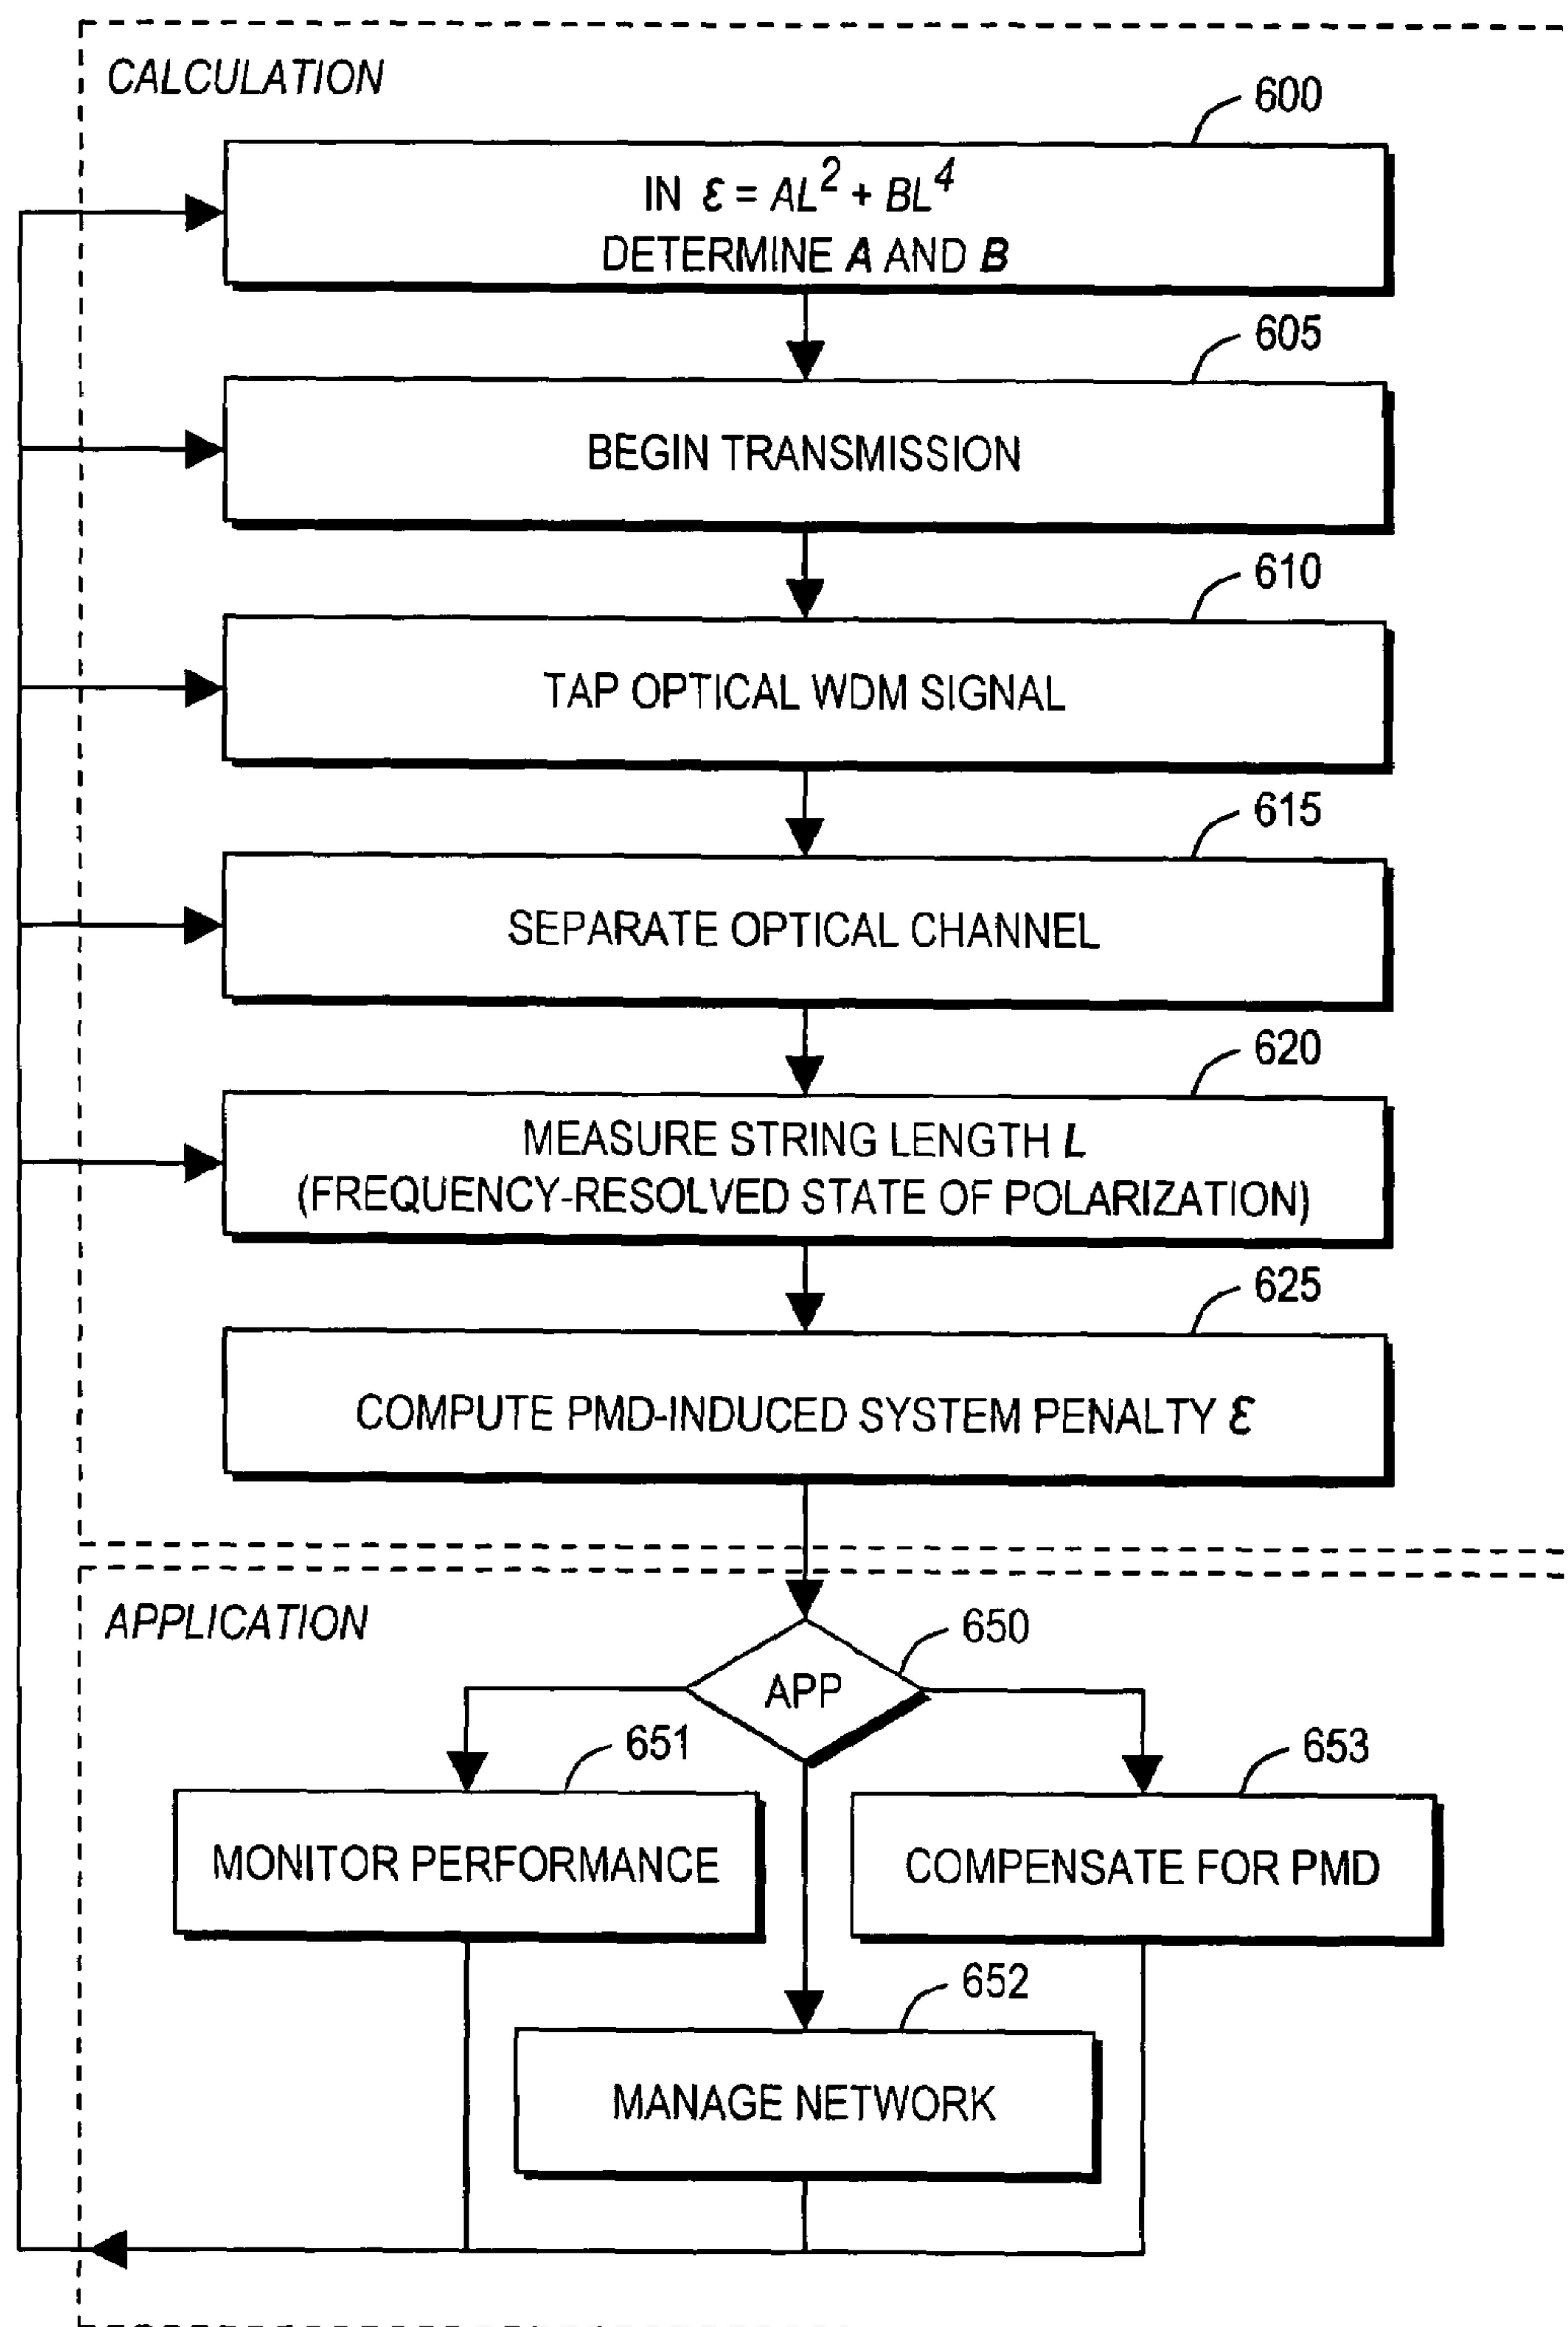 CALCULATION
600
IN ε = AL² + BL⁴
DETERMINE A AND B
605
BEGIN TRANSMISSION
610
TAP OPTICAL WDM SIGNAL
615
SEPARATE OPTICAL CHANNEL
620
MEASURE STRING LENGTH L
(FREQUENCY-RESOLVED STATE OF POLARIZATION)
625
COMPUTE PMD-INDUCED SYSTEM PENALTY ε
APPLICATION
650
APP
651
MONITOR PERFORMANCE
653
COMPENSATE FOR PMD
652
MANAGE NETWORK